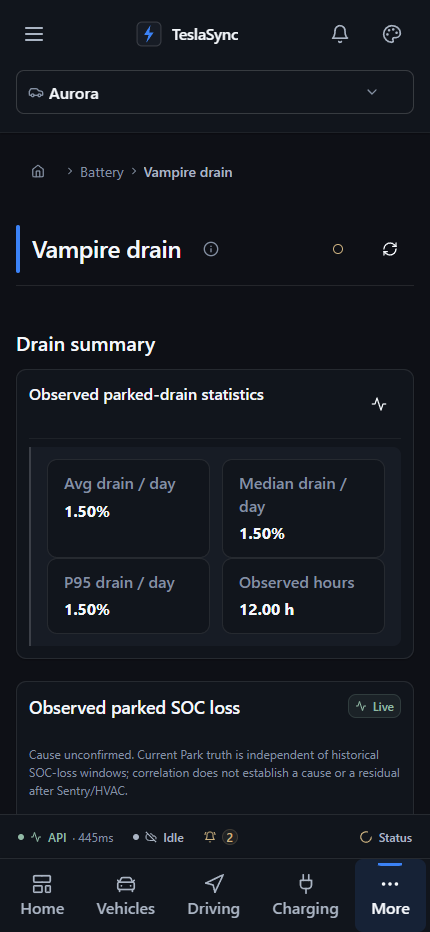 TeslaSync
Aurora
Battery
Vampire drain
Vampire drain
Drain summary
Observed parked-drain statistics
Avg drain / day
1.50%
Median drain /
day
1.50%
P95 drain / day
1.50%
Observed hours
12.00 h
Observed parked SOC loss
Live
Cause unconfirmed. Current Park truth is independent of historical
SOC-loss windows; correlation does not establish a cause or a residual
after Sentry/HVAC.
API · 445ms
Idle
2
Status
Home
Vehicles
Driving
Charging
More